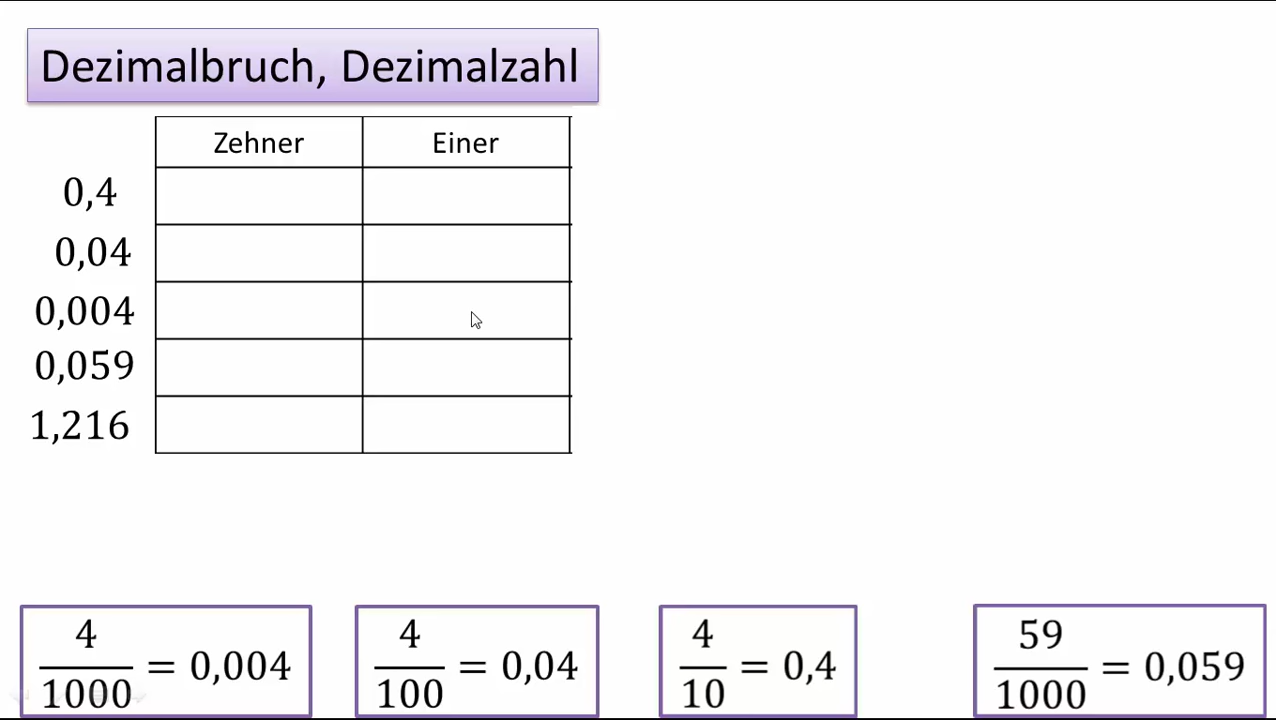 Dezimalbruch, Dezimalzahl
Zehner Einer
0,4
0,04
0,004
0,059
1,216
4/1000 = 0,004
4/100 = 0,04
4/10 = 0,4
59/1000 = 0,059